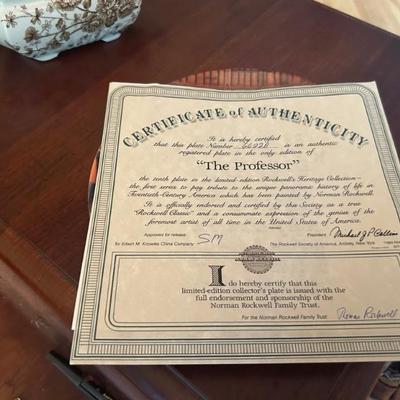 CERTIFICATE of AUTHENTICITY
It is hereby certified
that this plate Number is an authentic
registered plate in the only edition of
"The Professor"
the tenth plate in the limited-edition Rockwell's Heritage Collection—
the first series to pay tribute to the unique panoramic history of life in
Twentieth-Century America which has been painted by Norman Rockwell.
It is officially endorsed and certified by this Society as a true
"Rockwell Classic" and a consummate expression of the genius of the
foremost artist of all time in the United States of America.
Approved for release: SM
President
for Edwin M. Knowles China Company
The Rockwell Society of America, Ardsley, New York
I do hereby certify that this
limited-edition collector's plate is issued with the
full endorsement and sponsorship of the
Norman Rockwell Family Trust.
For the Norman Rockwell Family Trust
Thomas Rockwell